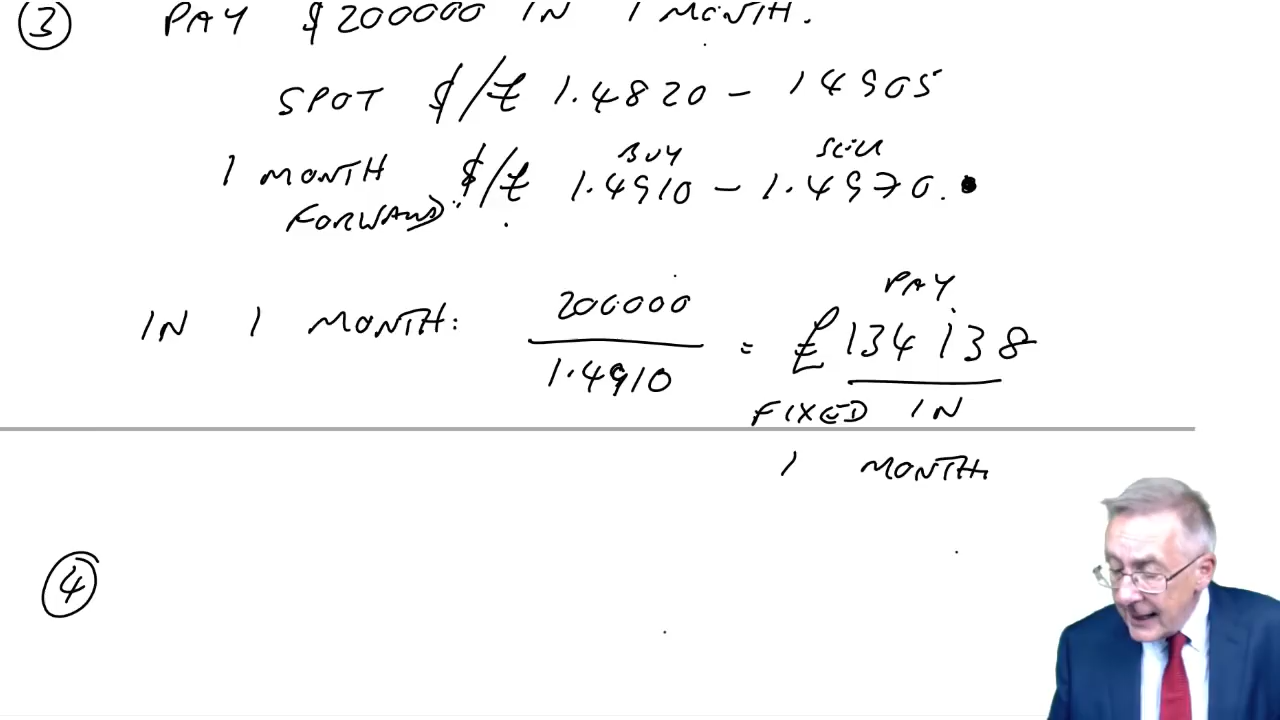 ③ PAY $200000 IN 1 MONTH.
SPOT $/£ 1.4820 - 14905
BUY SELL
1 MONTH $/£ 1.4910 - 1.4970.
FORWARD:
PAY
IN 1 MONTH: 200000 / 1.4910 = £134138
FIXED IN
1 MONTH.
④